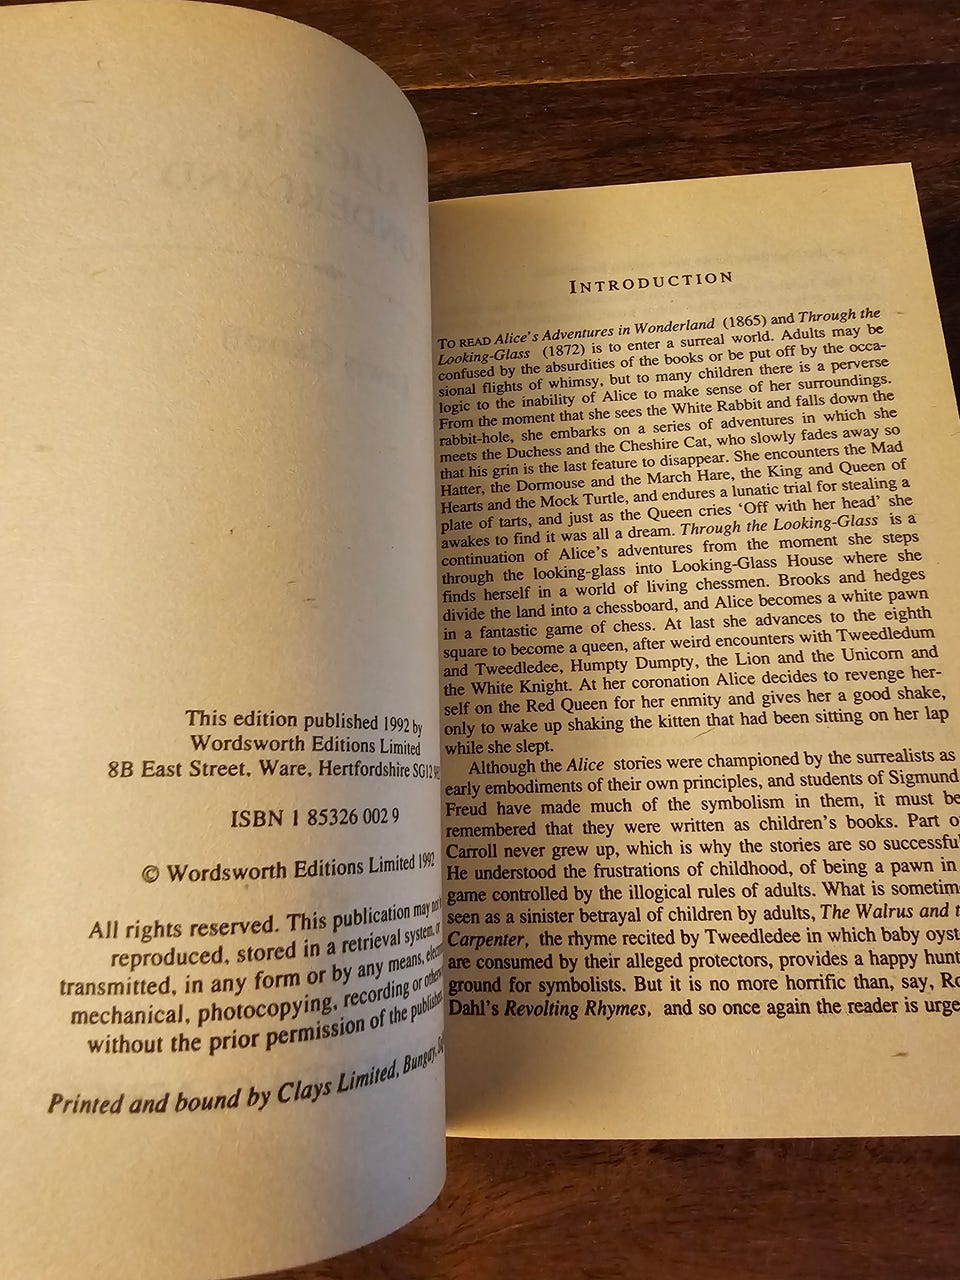 This edition published 1992 by
Wordsworth Editions Limited
8B East Street, Ware, Hertfordshire SG12
ISBN 1 85326 002 9
© Wordsworth Editions Limited 1992
All rights reserved. This publication may
reproduced, stored in a retrieval system, or
transmitted, in any form or by any means,
mechanical, photocopying, recording or
without the prior permission of the
Printed and bound by Clays Limited, Bungay,
INTRODUCTION
TO READ Alice's Adventures in Wonderland (1865) and Through the
Looking-Glass (1872) is to enter a surreal world. Adults may be
confused by the absurdities of the books or be put off by the occa-
sional flights of whimsy, but to many children there is a perverse
logic to the inability of Alice to make sense of her surroundings.
From the moment that she sees the White Rabbit and falls down the
rabbit-hole, she embarks on a series of adventures in which she
meets the Duchess and the Cheshire Cat, who slowly fades away so
that his grin is the last feature to disappear. She encounters the Mad
Hatter, the Dormouse and the March Hare, the King and Queen of
Hearts and the Mock Turtle, and endures a lunatic trial for stealing a
plate of tarts, and just as the Queen cries 'Off with her head' she
awakes to find it was all a dream. Through the Looking-Glass is a
continuation of Alice's adventures from the moment she steps
through the looking-glass into Looking-Glass House where she
finds herself in a world of living chessmen. Brooks and hedges
divide the land into a chessboard, and Alice becomes a white pawn
in a fantastic game of chess. At last she advances to the eighth
square to become a queen, after weird encounters with Tweedledum
and Tweedledee, Humpty Dumpty, the Lion and the Unicorn and
the White Knight. At her coronation Alice decides to revenge her-
self on the Red Queen for her enmity and gives her a good shake,
only to wake up shaking the kitten that had been sitting on her lap
while she slept.
Although the Alice stories were championed by the surrealists as
early embodiments of their own principles, and students of Sigmund
Freud have made much of the symbolism in them, it must be
remembered that they were written as children's books. Part o
Carroll never grew up, which is why the stories are so successfu
He understood the frustrations of childhood, of being a pawn in
game controlled by the illogical rules of adults. What is sometim
seen as a sinister betrayal of children by adults, The Walrus and t
Carpenter, the rhyme recited by Tweedledee in which baby oyst
are consumed by their alleged protectors, provides a happy hunt
ground for symbolists. But it is no more horrific than, say, Ro
Dahl's Revolting Rhymes, and so once again the reader is urge